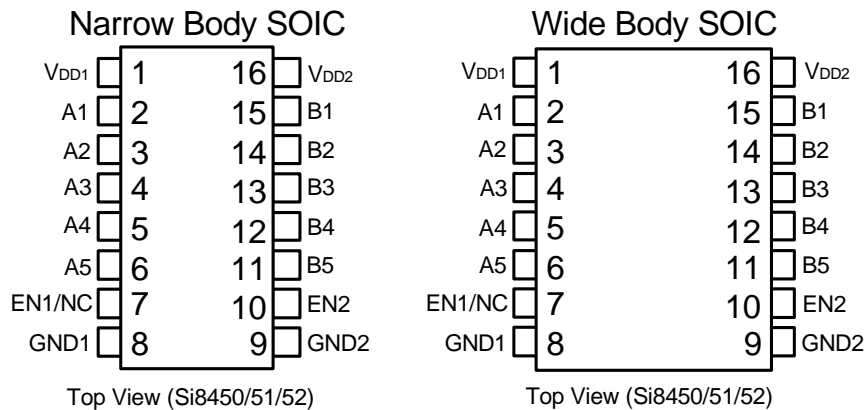 Narrow Body SOIC
VDD1 1 16 VDD2
A1 2 15 B1
A2 3 14 B2
A3 4 13 B3
A4 5 12 B4
A5 6 11 B5
EN1/NC 7 10 EN2
GND1 8 9 GND2
Top View (Si8450/51/52)
Wide Body SOIC
VDD1 1 16 VDD2
A1 2 15 B1
A2 3 14 B2
A3 4 13 B3
A4 5 12 B4
A5 6 11 B5
EN1/NC 7 10 EN2
GND1 8 9 GND2
Top View (Si8450/51/52)